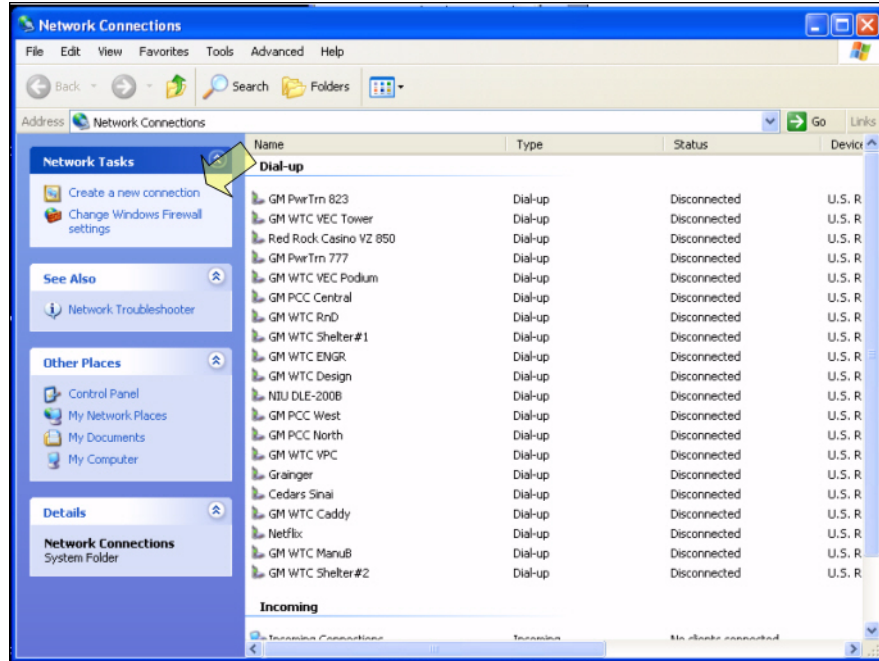 Network Connections
File Edit View Favorites Tools Advanced Help
Back Search Folders
Address Network Connections Go Links
Network Tasks
Create a new connection
Change Windows Firewall
settings
See Also
Network Troubleshooter
Other Places
Control Panel
My Network Places
My Documents
My Computer
Details
Network Connections
System Folder
Name Type Status Device
Dial-up
GM PwrTrn 823 Dial-up Disconnected U.S. R
GM WTC VEC Tower Dial-up Disconnected U.S. R
Red Rock Casino VZ 850 Dial-up Disconnected U.S. R
GM PwrTrn 777 Dial-up Disconnected U.S. R
GM WTC VEC Podium Dial-up Disconnected U.S. R
GM PCC Central Dial-up Disconnected U.S. R
GM WTC RnD Dial-up Disconnected U.S. R
GM WTC Shelter#1 Dial-up Disconnected U.S. R
GM WTC ENGR Dial-up Disconnected U.S. R
GM WTC Design Dial-up Disconnected U.S. R
NIU DLE-200B Dial-up Disconnected U.S. R
GM PCC West Dial-up Disconnected U.S. R
GM PCC North Dial-up Disconnected U.S. R
GM WTC VPC Dial-up Disconnected U.S. R
Grainger Dial-up Disconnected U.S. R
Cedars Sinai Dial-up Disconnected U.S. R
GM WTC Caddy Dial-up Disconnected U.S. R
Netflix Dial-up Disconnected U.S. R
GM WTC ManuB Dial-up Disconnected U.S. R
GM WTC Shelter#2 Dial-up Disconnected U.S. R
Incoming
Incoming Connections Incoming No clients connected